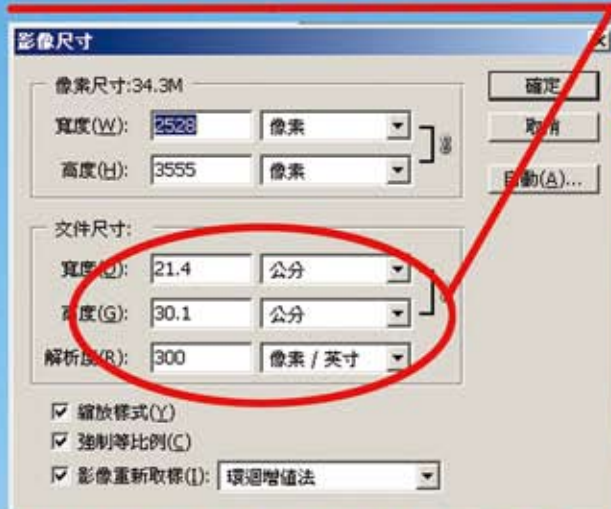 影像尺寸
像素尺寸:34.3M
寬度(W): 2528 像素
高度(H): 3555 像素
確定
取消
自動(A)...
文件尺寸:
寬度(D): 21.4 公分
高度(G): 30.1 公分
解析度(R): 300 像素 / 英寸
縮放樣式(Y)
強制等比例(C)
影像重新取樣(I): 環迴增值法